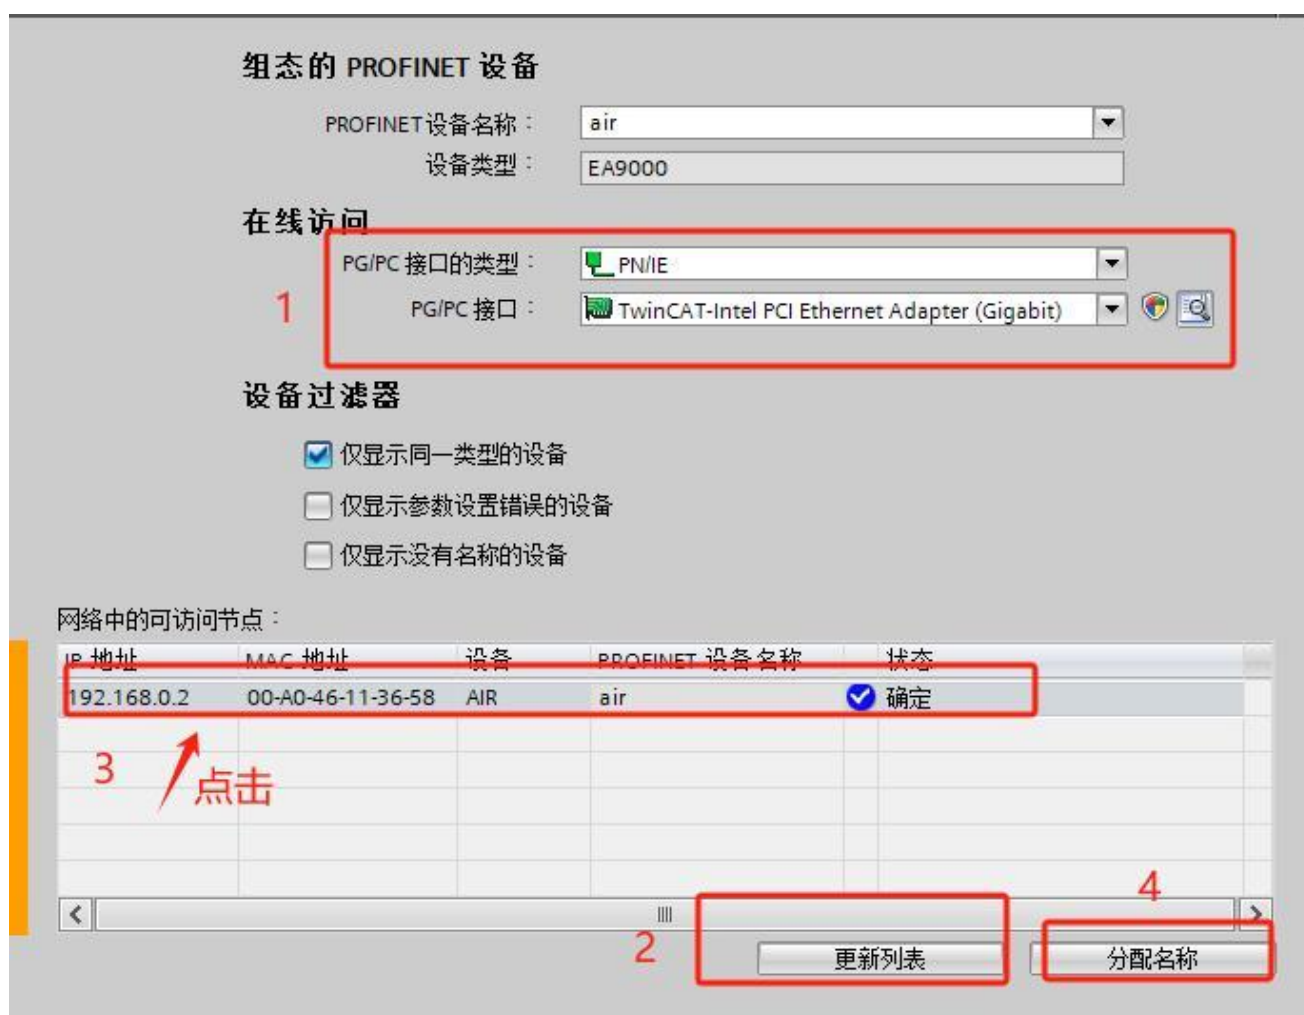 组态的 PROFINET 设备
PROFINET设备名称：
air
设备类型：
EA9000
在线访问
PG/PC 接口的类型：
PN/IE
1
PG/PC 接口：
TwinCAT-Intel PCI Ethernet Adapter (Gigabit)
设备过滤器
仅显示同一类型的设备
仅显示参数设置错误的设备
仅显示没有名称的设备
网络中的可访问节点：
IP 地址 MAC 地址 设备 PROFINET 设备名称 状态
192.168.0.2 00-A0-46-11-36-58 AIR air 确定
3
点击
4
2
更新列表
分配名称